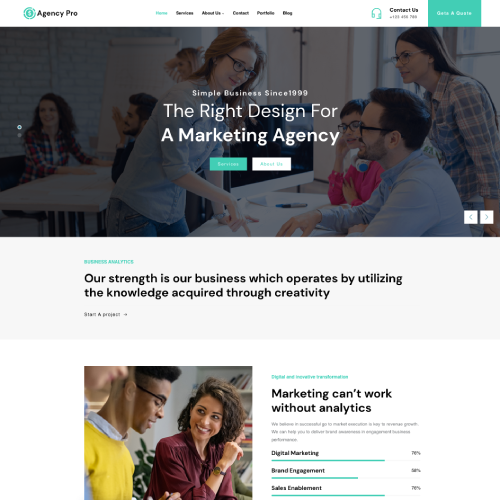 Agency Pro
Home Services About Us Contact Portfolio Blog
Contact Us
+123 456 789
Gets A Quote
Simple Business Since1999
The Right Design For
A Marketing Agency
Services About Us
BUSINESS ANALYTICS
Our strength is our business which operates by utilizing
the knowledge acquired through creativity
Start A project →
Digital and inovative transformation
Marketing can't work
without analytics
We believe in successful go to market execution is key to revenue growth.
We can help you to deliver brand awareness in engagement business
performance.
Digital Marketing 78%
Brand Engagement 58%
Sales Enablement 78%